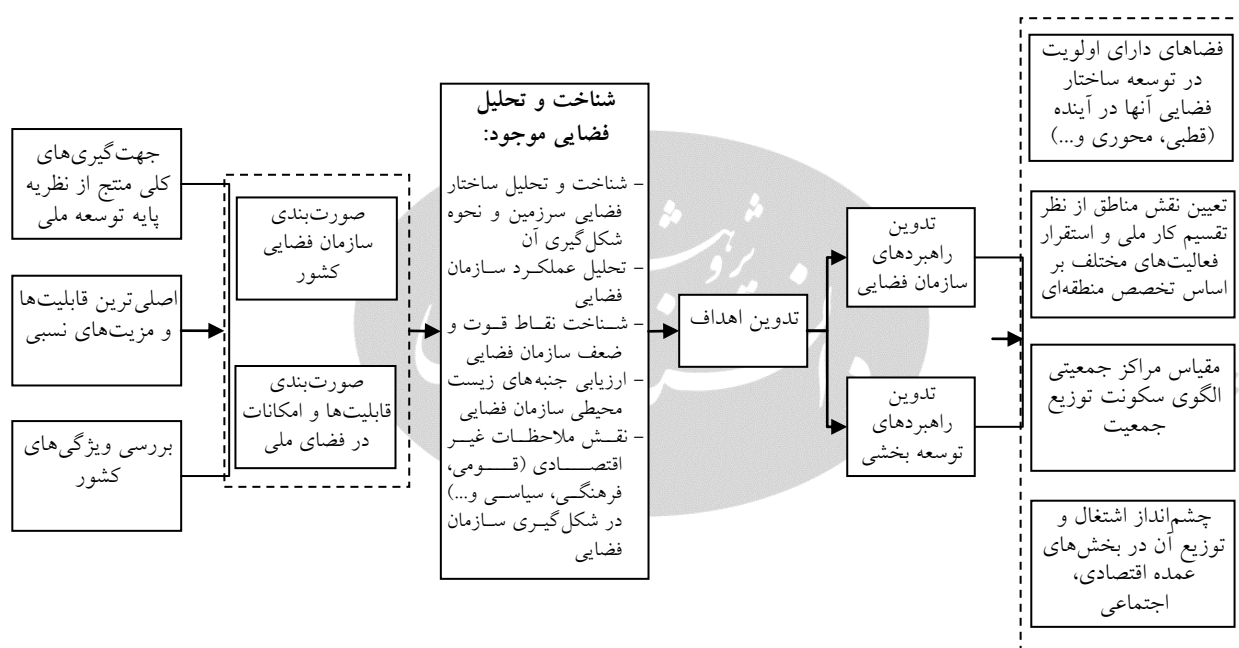 جهت‌گیری‌های
کلی منتج از نظریه
پایه توسعه ملی
اصلی‌ترین قابلیت‌ها
و مزیت‌های نسبی
بررسی ویژگی‌های
کشور
صورت‌بندی
سازمان فضایی
کشور
صورت‌بندی
قابلیت‌ها و امکانات
در فضای ملی
شناخت و تحلیل
فضایی موجود:
- شناخت و تحلیل ساختار
فضایی سرزمین و نحوه
شکل‌گیری آن
- تحلیل عملکرد سازمان
فضایی
- شناخت نقاط قوت و
ضعف سازمان فضایی
- ارزیابی جنبه‌های زیست
محیطی سازمان فضایی
- نقش ملاحظات غیر
اقتصادی (قومی،
فرهنگی، سیاسی و...)
در شکل‌گیری سازمان
فضایی
تدوین اهداف
تدوین
راهبردهای
سازمان فضایی
تدوین
راهبردهای
توسعه بخشی
فضاهای دارای اولویت
در توسعه ساختار
فضایی آنها در آینده
(قطبی، محوری و...)
تعیین نقش مناطق از نظر
تقسیم کار ملی و استقرار
فعالیت‌های مختلف بر
اساس تخصص منطقه‌ای
مقیاس مراکز جمعیتی
الگوی سکونت توزیع
جمعیت
چشم‌انداز اشتغال و
توزیع آن در بخش‌های
عمده اقتصادی،
اجتماعی